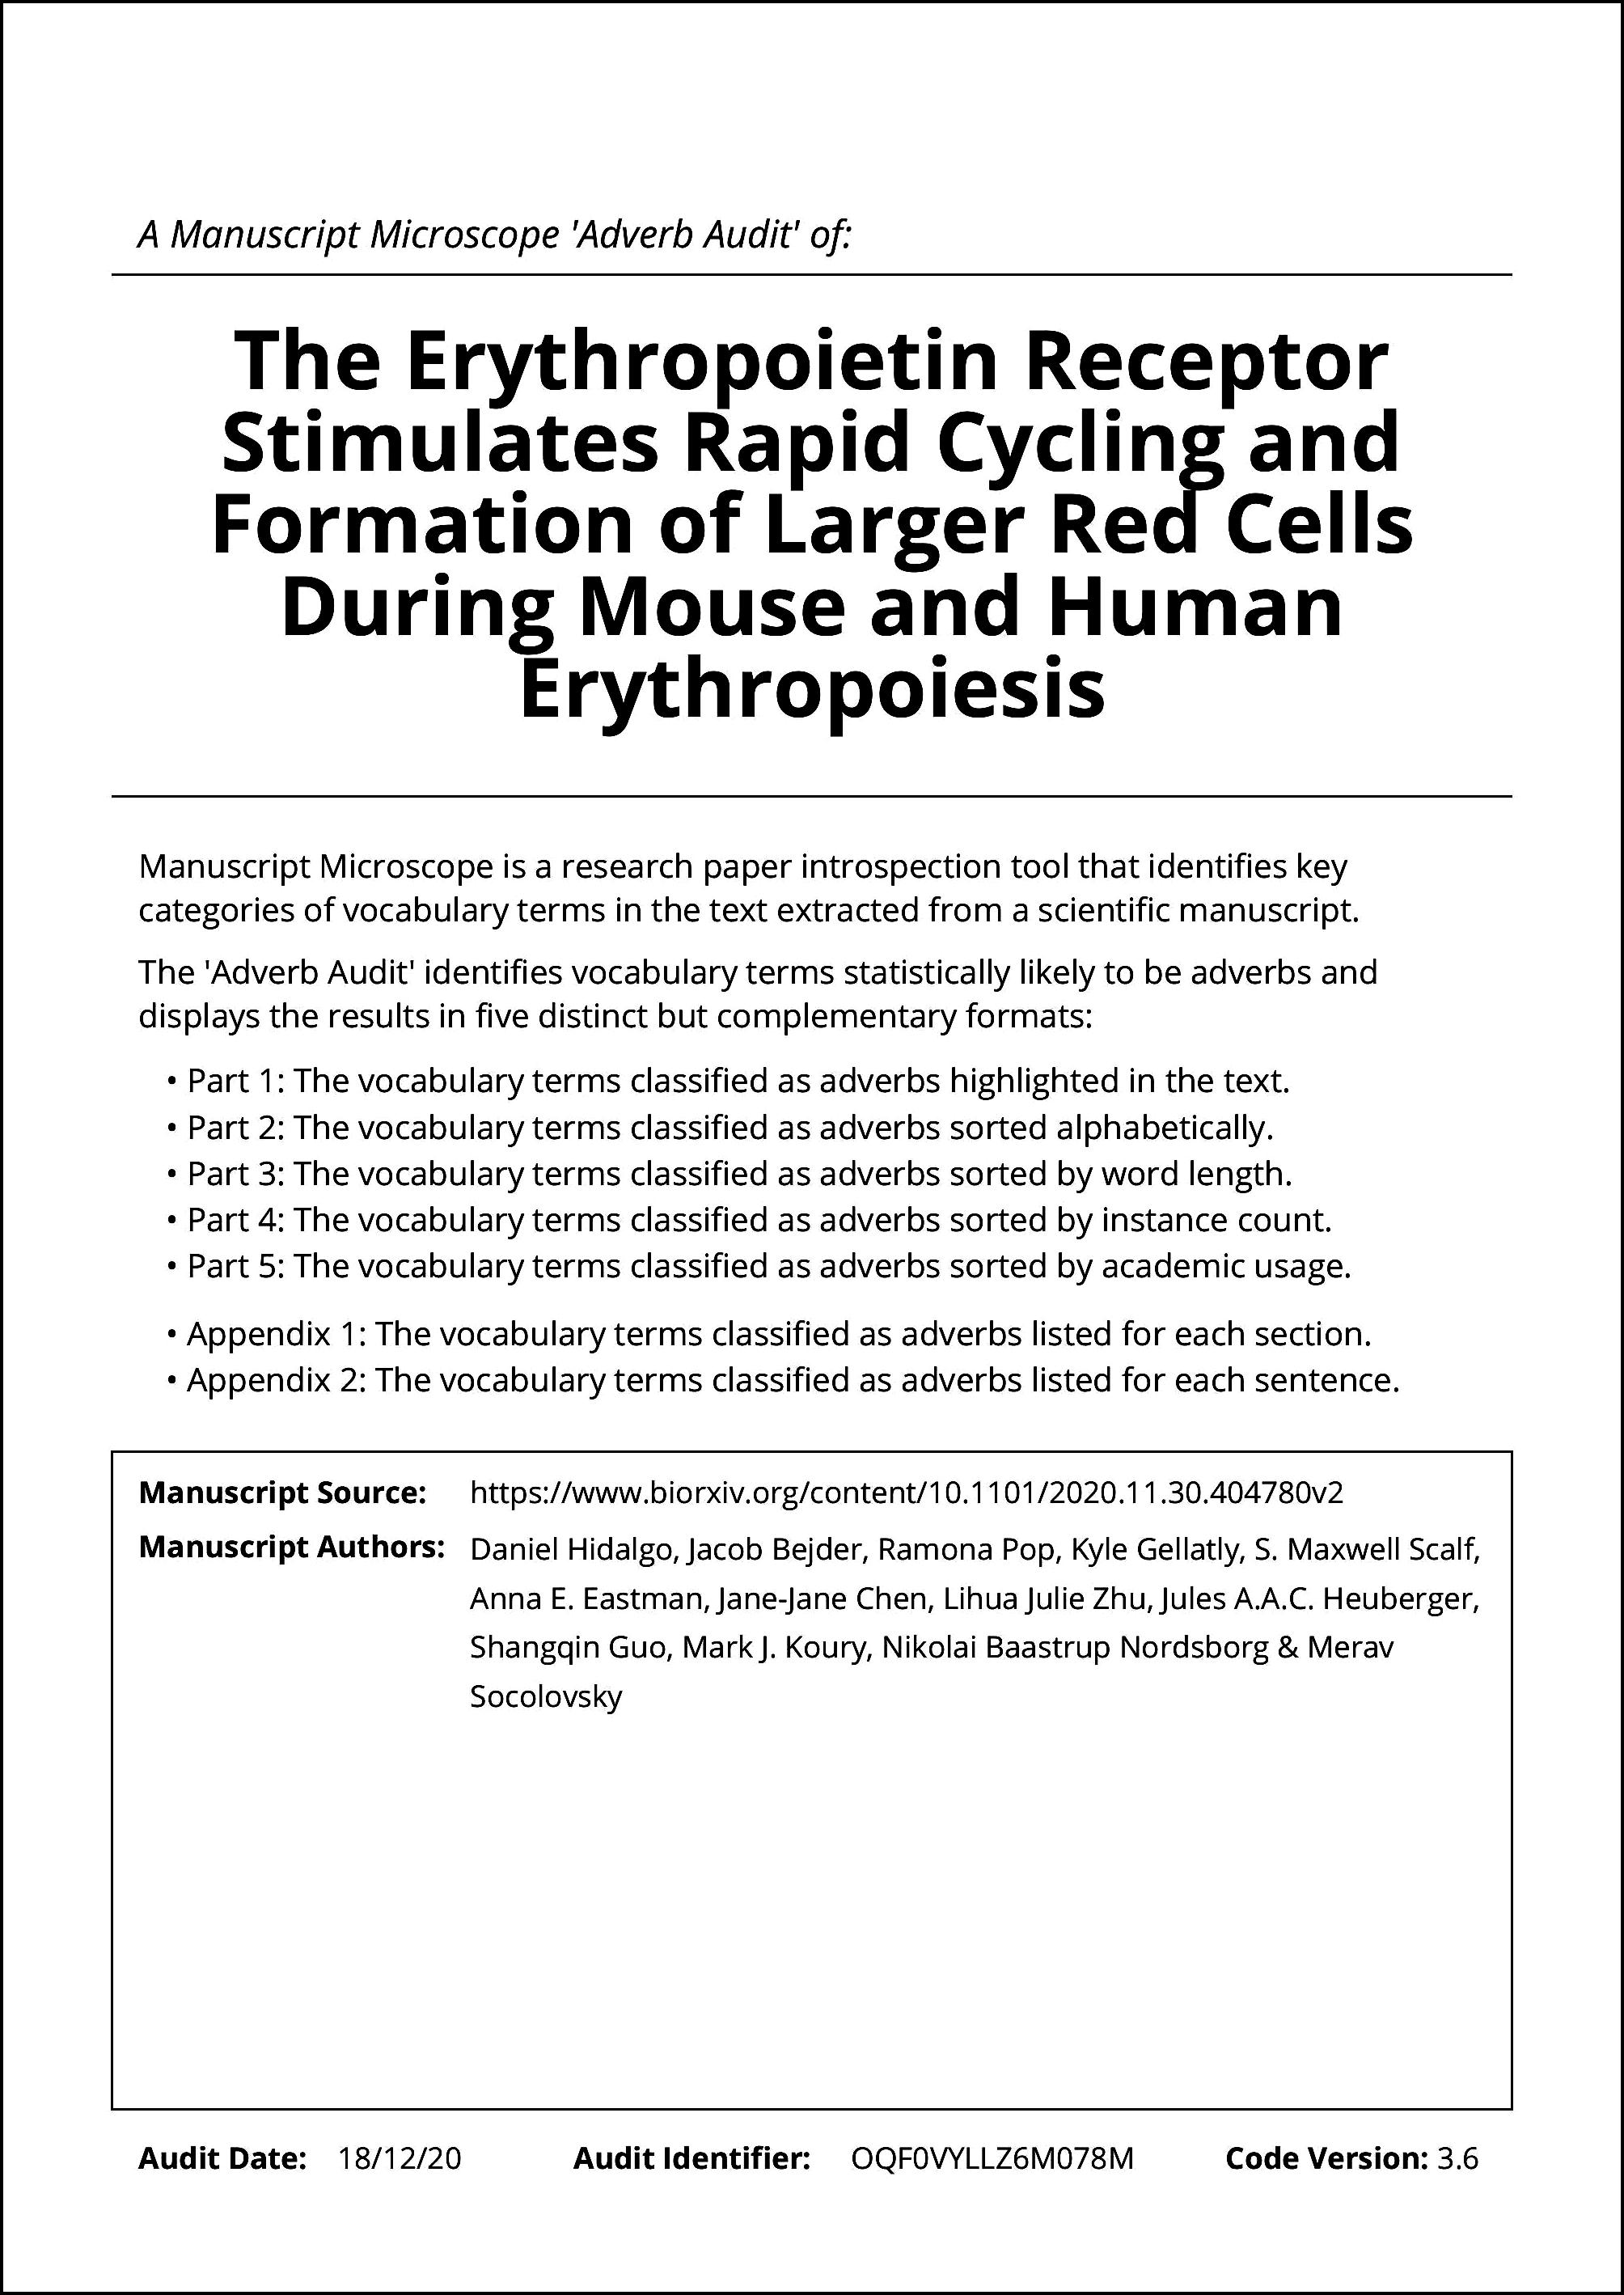 A Manuscript Microscope 'Adverb Audit' of:
The Erythropoietin Receptor
Stimulates Rapid Cycling and
Formation of Larger Red Cells
During Mouse and Human
Erythropoiesis
Manuscript Microscope is a research paper introspection tool that identifies key
categories of vocabulary terms in the text extracted from a scientific manuscript.
The 'Adverb Audit' identifies vocabulary terms statistically likely to be adverbs and
displays the results in five distinct but complementary formats:
• Part 1: The vocabulary terms classified as adverbs highlighted in the text.
• Part 2: The vocabulary terms classified as adverbs sorted alphabetically.
• Part 3: The vocabulary terms classified as adverbs sorted by word length.
• Part 4: The vocabulary terms classified as adverbs sorted by instance count.
• Part 5: The vocabulary terms classified as adverbs sorted by academic usage.
• Appendix 1: The vocabulary terms classified as adverbs listed for each section.
• Appendix 2: The vocabulary terms classified as adverbs listed for each sentence.
Manuscript Source: https://www.biorxiv.org/content/10.1101/2020.11.30.404780v2
Manuscript Authors: Daniel Hidalgo, Jacob Bejder, Ramona Pop, Kyle Gellatly, S. Maxwell Scalf,
Anna E. Eastman, Jane-Jane Chen, Lihua Julie Zhu, Jules A.A.C. Heuberger,
Shangqin Guo, Mark J. Koury, Nikolai Baastrup Nordsborg & Merav
Socolovsky
Audit Date: 18/12/20 Audit Identifier: OQF0VYLLZ6M078M Code Version: 3.6